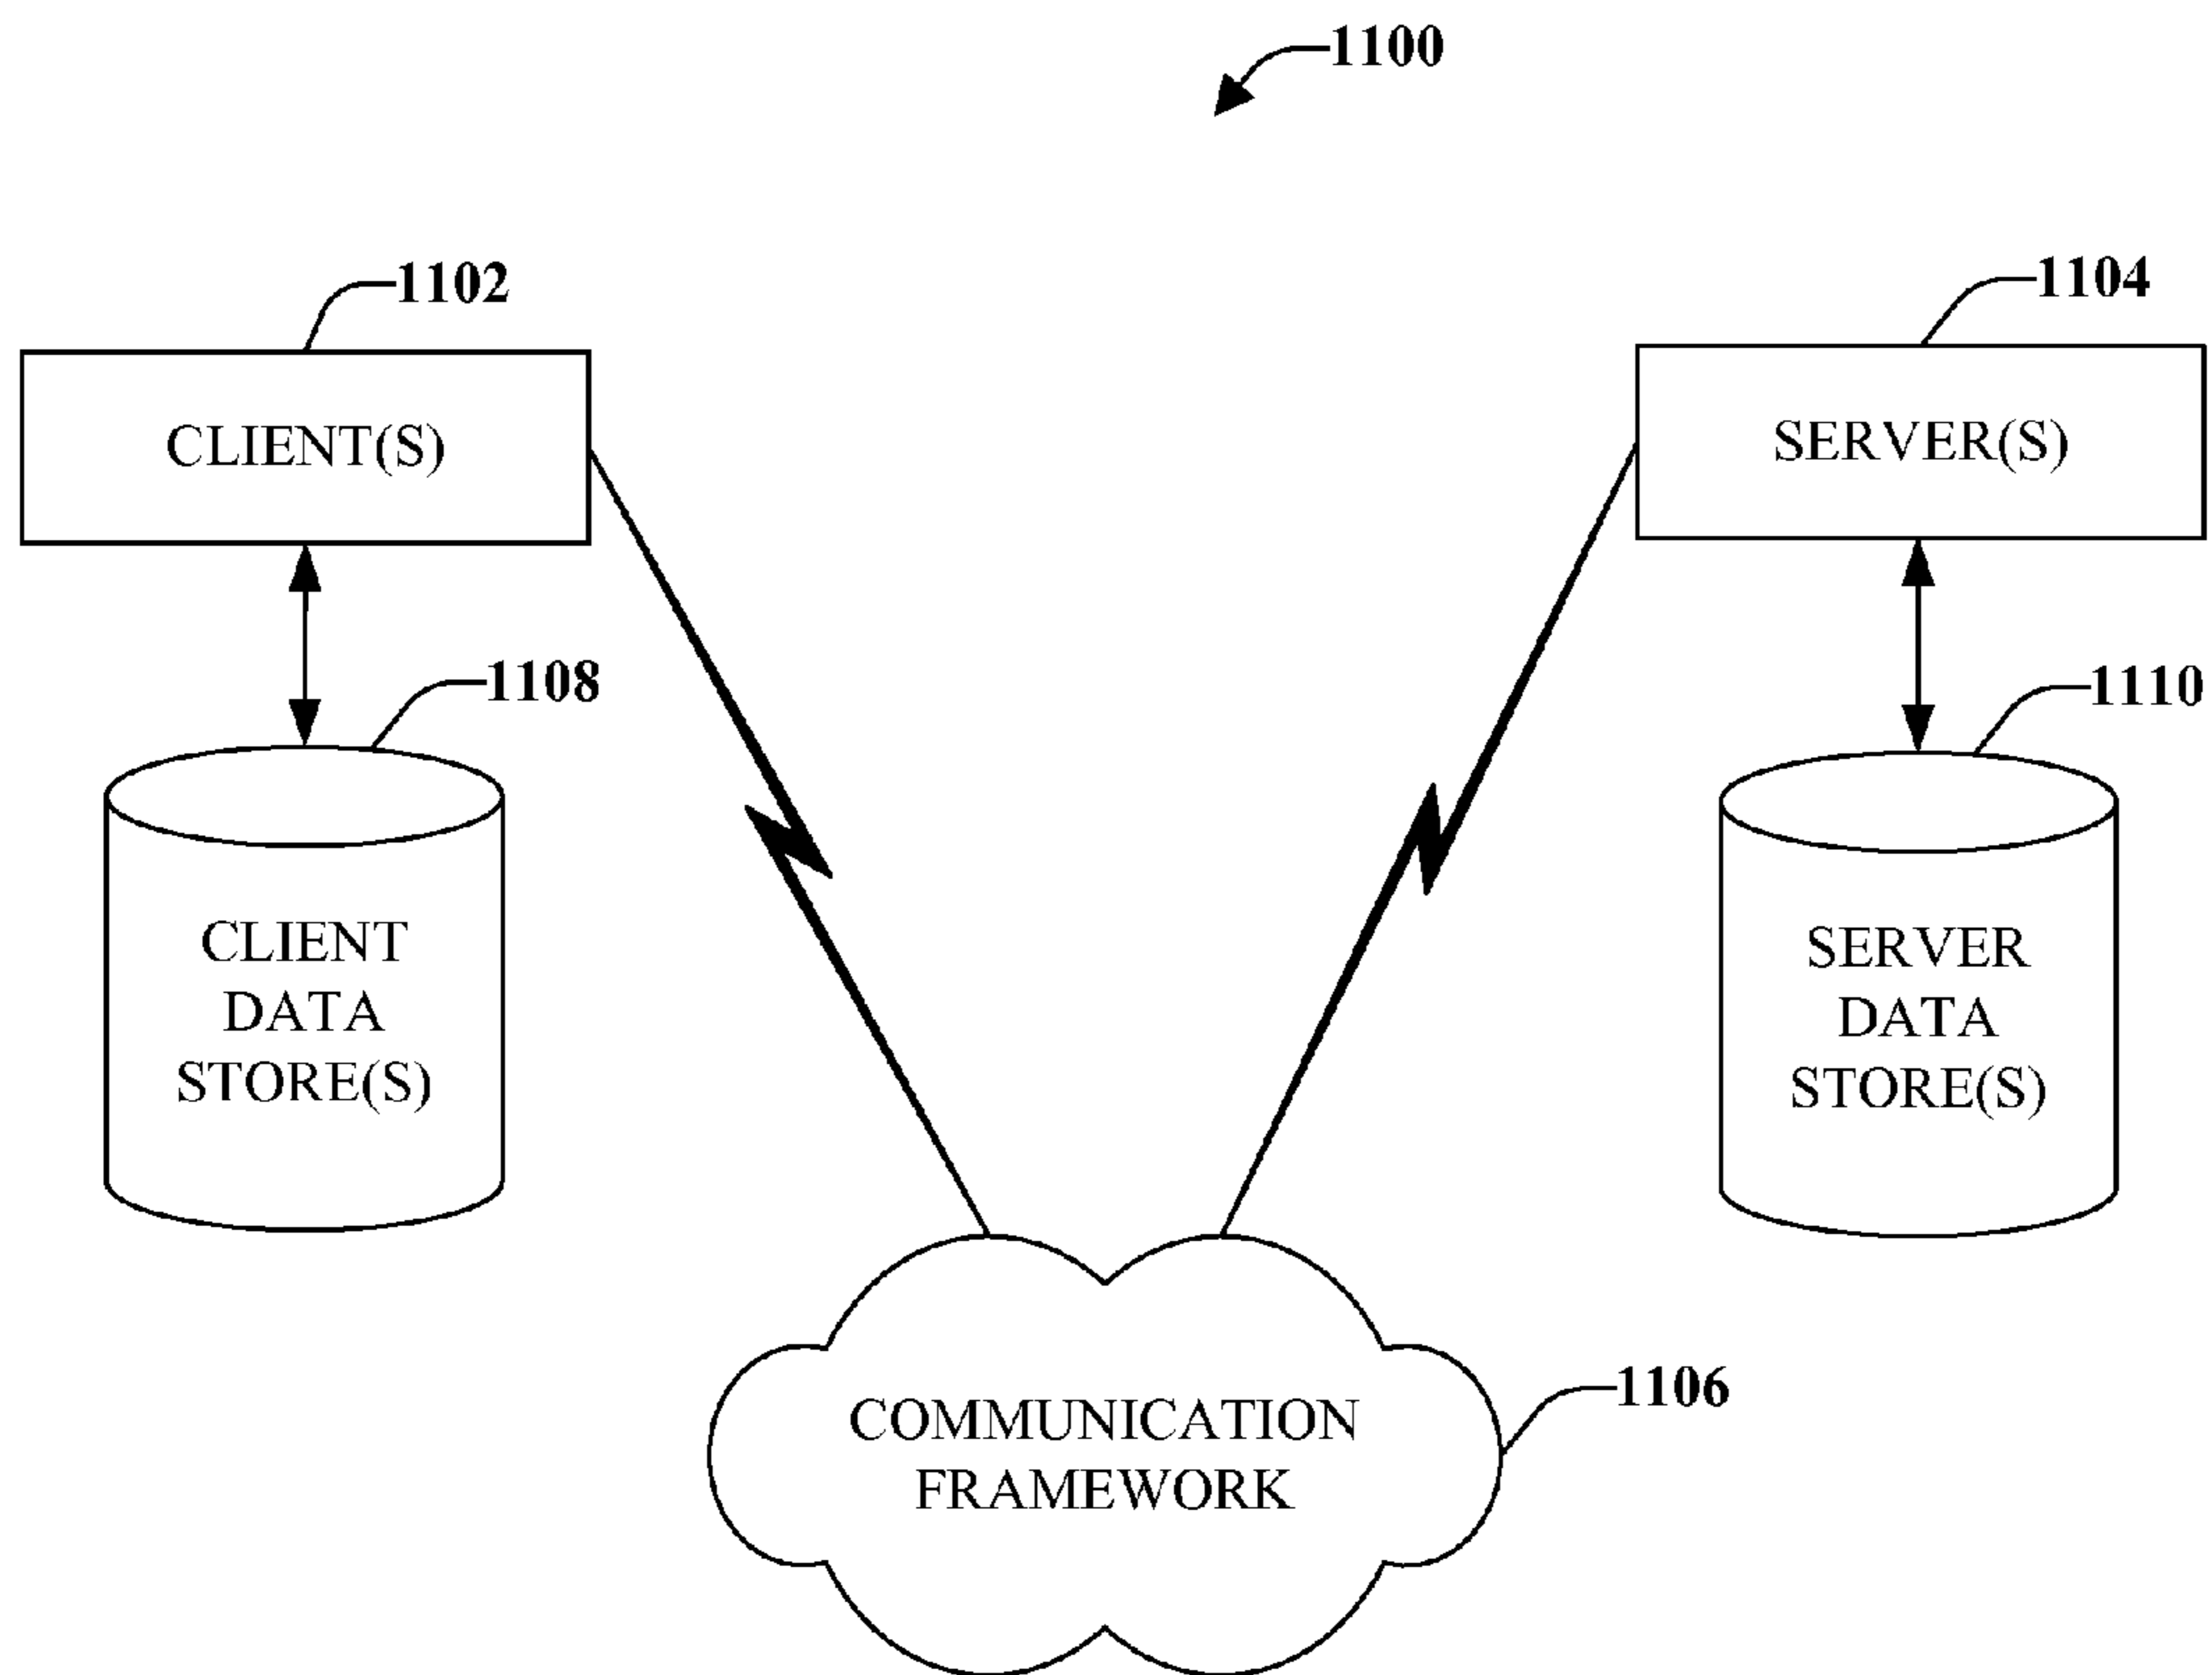 1100
1102
1104
CLIENT(S)
SERVER(S)
1108
1110
CLIENT
DATA
STORE(S)
SERVER
DATA
STORE(S)
1106
COMMUNICATION
FRAMEWORK